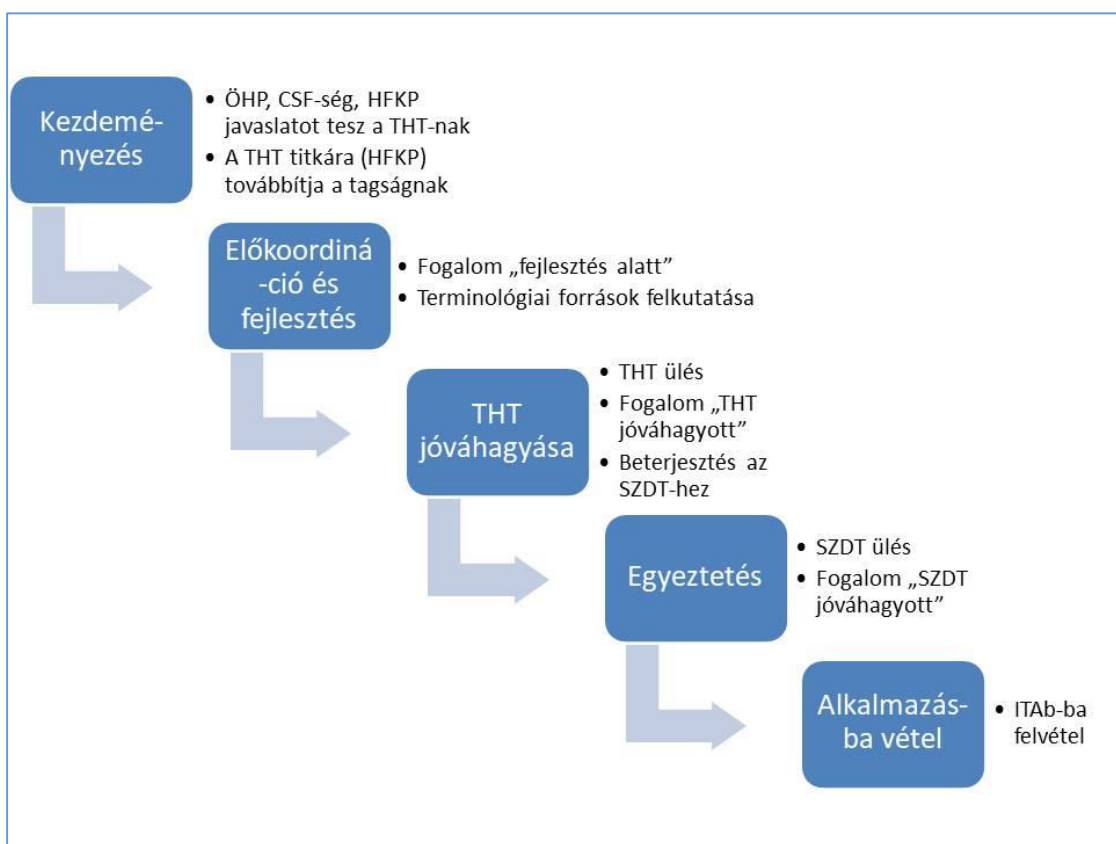 Kezdemé-
nyezés
• ÖHP, CSF-ség, HFKP
javaslatot tesz a THT-nak
• A THT titkára (HFKP)
továbbítja a tagságnak
Előkoordiná
-ció és
fejlesztés
• Fogalom „fejlesztés alatt”
• Terminológiai források felkutatása
THT
jóváhagyása
• THT ülés
• Fogalom „THT
jóváhagyott”
• Beterjesztés az
SZDT-hez
Egyeztetés
• SZDT ülés
• Fogalom „SZDT
jóváhagyott”
Alkalmazás-
ba vétel
• ITAb-ba
felvétel